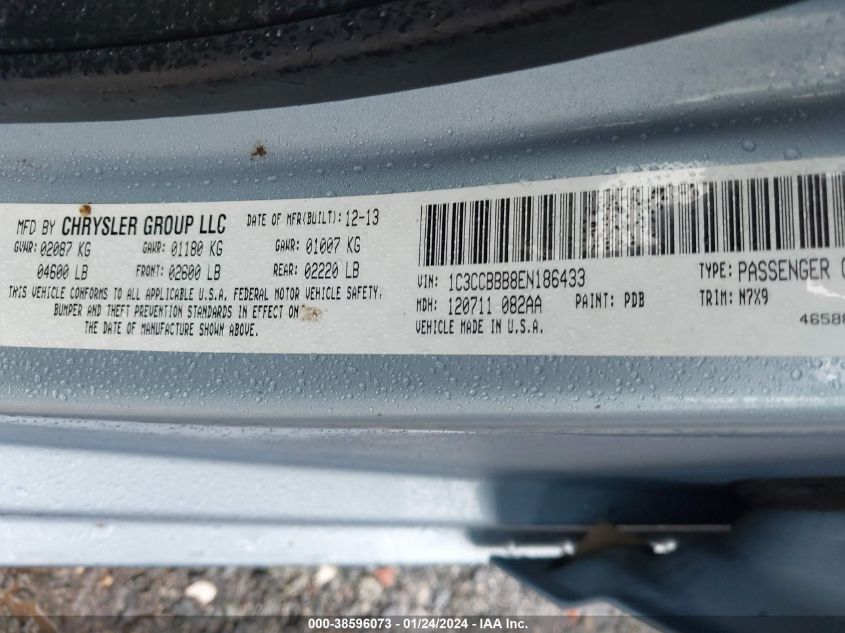 MFD BY CHRYSLER GROUP LLC DATE OF MFR(BUILT): 12-13
GVWR: 02087 KG GAWR: 01180 KG GAWR: 01007 KG
04600 LB FRONT: 02600 LB REAR: 02220 LB
THIS VEHICLE CONFORMS TO ALL APPLICABLE U.S.A. FEDERAL MOTOR VEHICLE SAFETY,
BUMPER AND THEFT PREVENTION STANDARDS IN EFFECT ON
THE DATE OF MANUFACTURE SHOWN ABOVE.
VIN: 1C3CCBBB8EN186433 TYPE: PASSENGER
MDH: 120711 082AA PAINT: PDB TRIM: N7X9
VEHICLE MADE IN U.S.A.
000-38596073 - 01/24/2024 - IAA Inc.